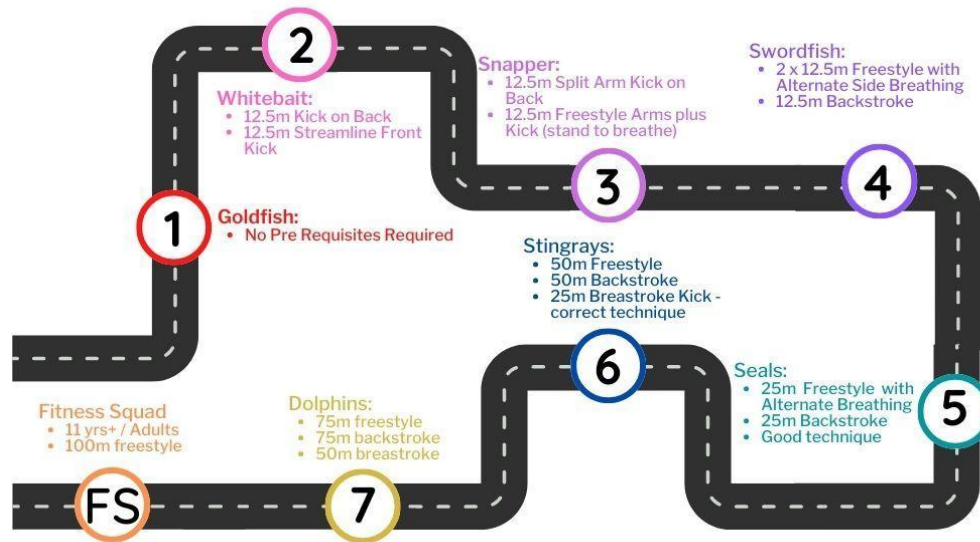 2
Whitebait:
• 12.5m Kick on Back
• 12.5m Streamline Front
Kick
Snapper:
• 12.5m Split Arm Kick on
Back
• 12.5m Freestyle Arms plus
Kick (stand to breathe)
Swordfish:
• 2 x 12.5m Freestyle with
Alternate Side Breathing
• 12.5m Backstroke
1
Goldfish:
• No Pre Requisites Required
3
4
Stingrays:
• 50m Freestyle
• 50m Backstroke
• 25m Breastroke Kick -
correct technique
6
Seals:
• 25m Freestyle with
Alternate Breathing
• 25m Backstroke
• Good technique
5
Fitness Squad
• 11 yrs+ / Adults
• 100m freestyle
FS
Dolphins:
• 75m freestyle
• 75m backstroke
• 50m breastroke
7